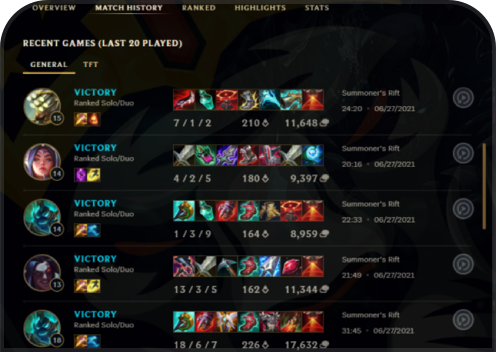 OVERVIEW MATCH HISTORY RANKED HIGHLIGHTS STATS
RECENT GAMES (LAST 20 PLAYED)
GENERAL TFT
VICTORY
Ranked Solo/Duo
15
7 / 1 / 2 210 11,648
Summoner's Rift
24:20 · 06/27/2021
VICTORY
Ranked Solo/Duo
14
4 / 2 / 5 180 9,397
Summoner's Rift
20:16 · 06/27/2021
VICTORY
Ranked Solo/Duo
14
1 / 3 / 9 164 8,959
Summoner's Rift
22:33 · 06/27/2021
VICTORY
Ranked Solo/Duo
13
13 / 3 / 5 162 11,344
Summoner's Rift
21:49 · 06/27/2021
VICTORY
Ranked Solo/Duo
18
18 / 6 / 7 226 17,632
Summoner's Rift
31:45 · 06/27/2021